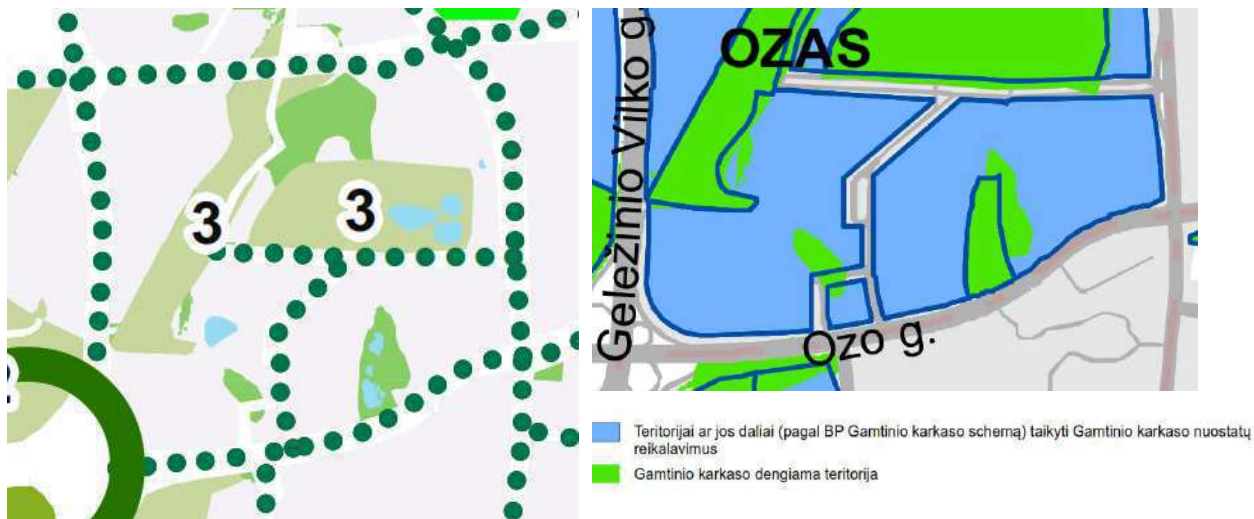 3
3
OZAS
Geležinio Vilko g.
Ozo g.
Teritorijai ar jos daliai (pagal BP Gamtinio karkaso schemą) taikyti Gamtinio karkaso nuostatų
reikalavimus
Gamtinio karkaso dengiama teritorija